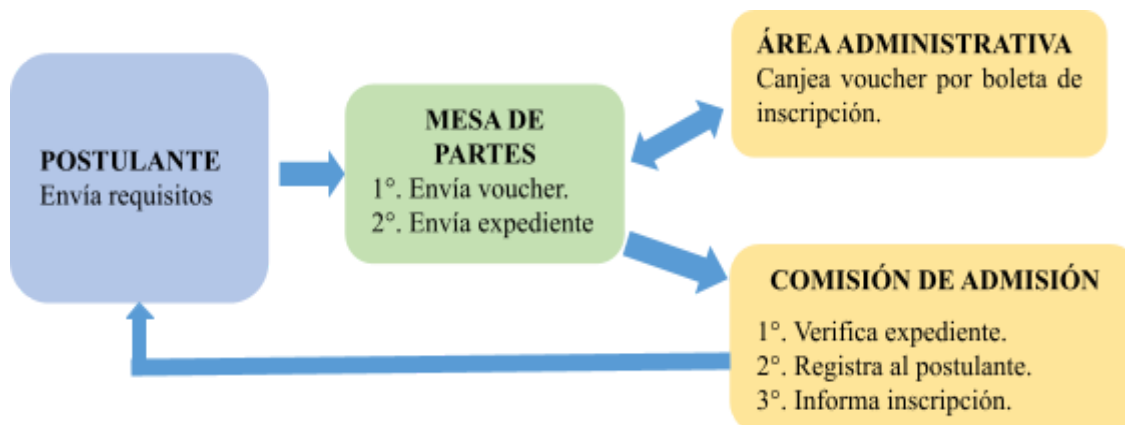 POSTULANTE
Envía requisitos
MESA DE
PARTES
1°. Envía voucher.
2°. Envía expediente
ÁREA ADMINISTRATIVA
Canjea voucher por boleta de
inscripción.
COMISIÓN DE ADMISIÓN
1°. Verifica expediente.
2°. Registra al postulante.
3°. Informa inscripción.